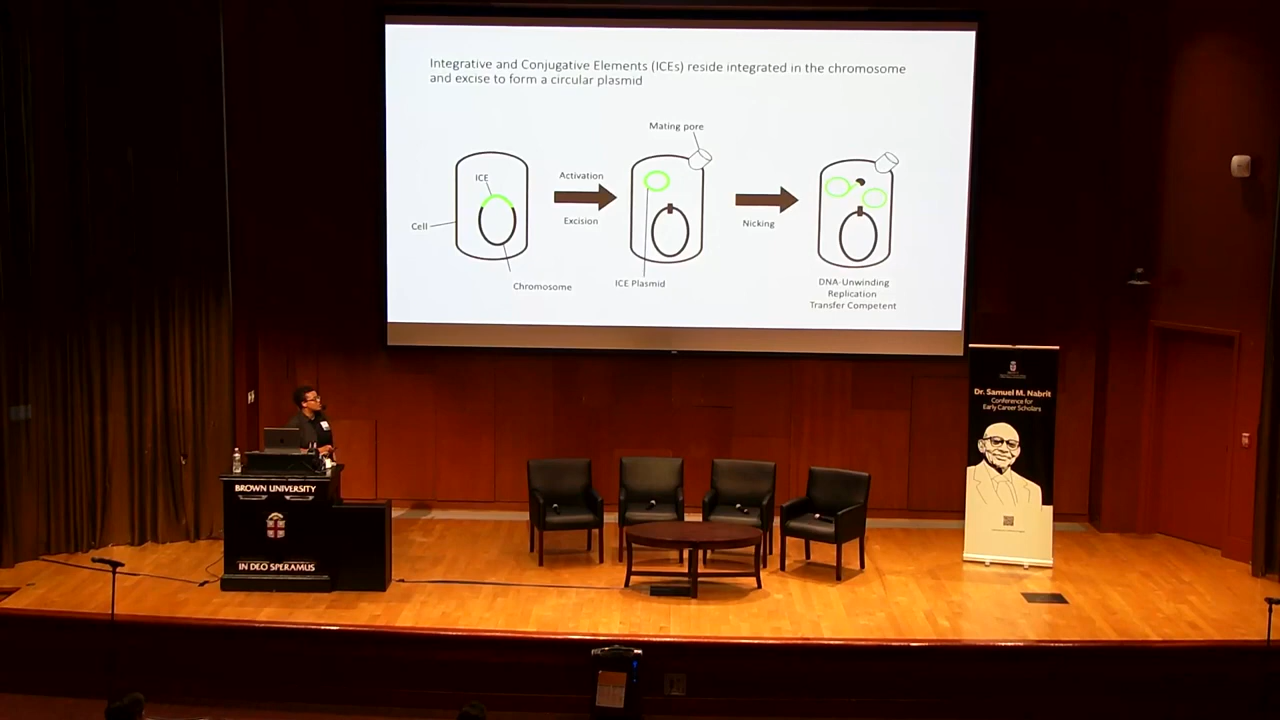 Integrative and Conjugative Elements (ICEs) reside integrated in the chromosome
and excise to form a circular plasmid
Mating pore
ICE
Activation
Cell
Excision
Nicking
Chromosome
ICE Plasmid
DNA-Unwinding
Replication
Transfer Competent
Dr. Samuel M. Nabrit
Conference for
Early Career Scholars
BROWN UNIVERSITY
IN DEO SPERAMUS